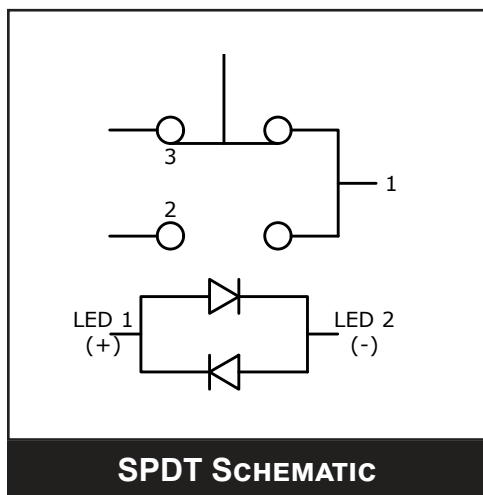 3
1
2
LED 1 LED 2
(+) (-)
SPDT SCHEMATIC